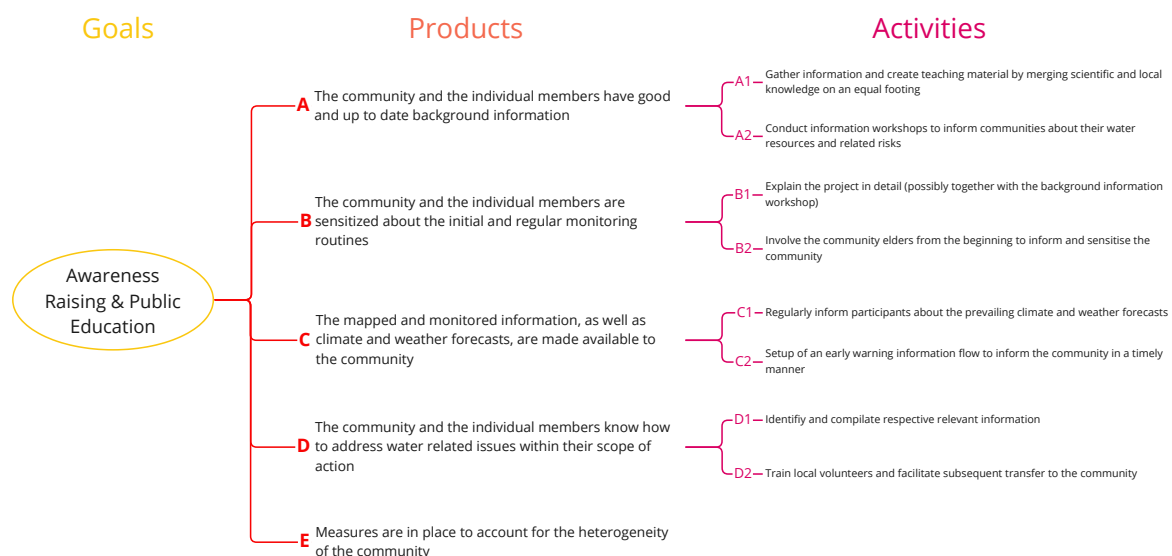 Goals
Products
Activities
Awareness
Raising & Public
Education
A
The community and the individual members have good
and up to date background information
A1
Gather information and create teaching material by merging scientific and local
knowledge on an equal footing
A2
Conduct information workshops to inform communities about their water
resources and related risks
B
The community and the individual members are
sensitized about the initial and regular monitoring
routines
B1
Explain the project in detail (possibly together with the background information
workshop)
B2
Involve the community elders from the beginning to inform and sensitise the
community
C
The mapped and monitored information, as well as
climate and weather forecasts, are made available to
the community
C1
Regularly inform participants about the prevailing climate and weather forecasts
C2
Setup of an early warning information flow to inform the community in a timely
manner
D
The community and the individual members know how
to address water related issues within their scope of
action
D1
Identifiy and compilate respective relevant information
D2
Train local volunteers and facilitate subsequent transfer to the community
E
Measures are in place to account for the heterogeneity
of the community